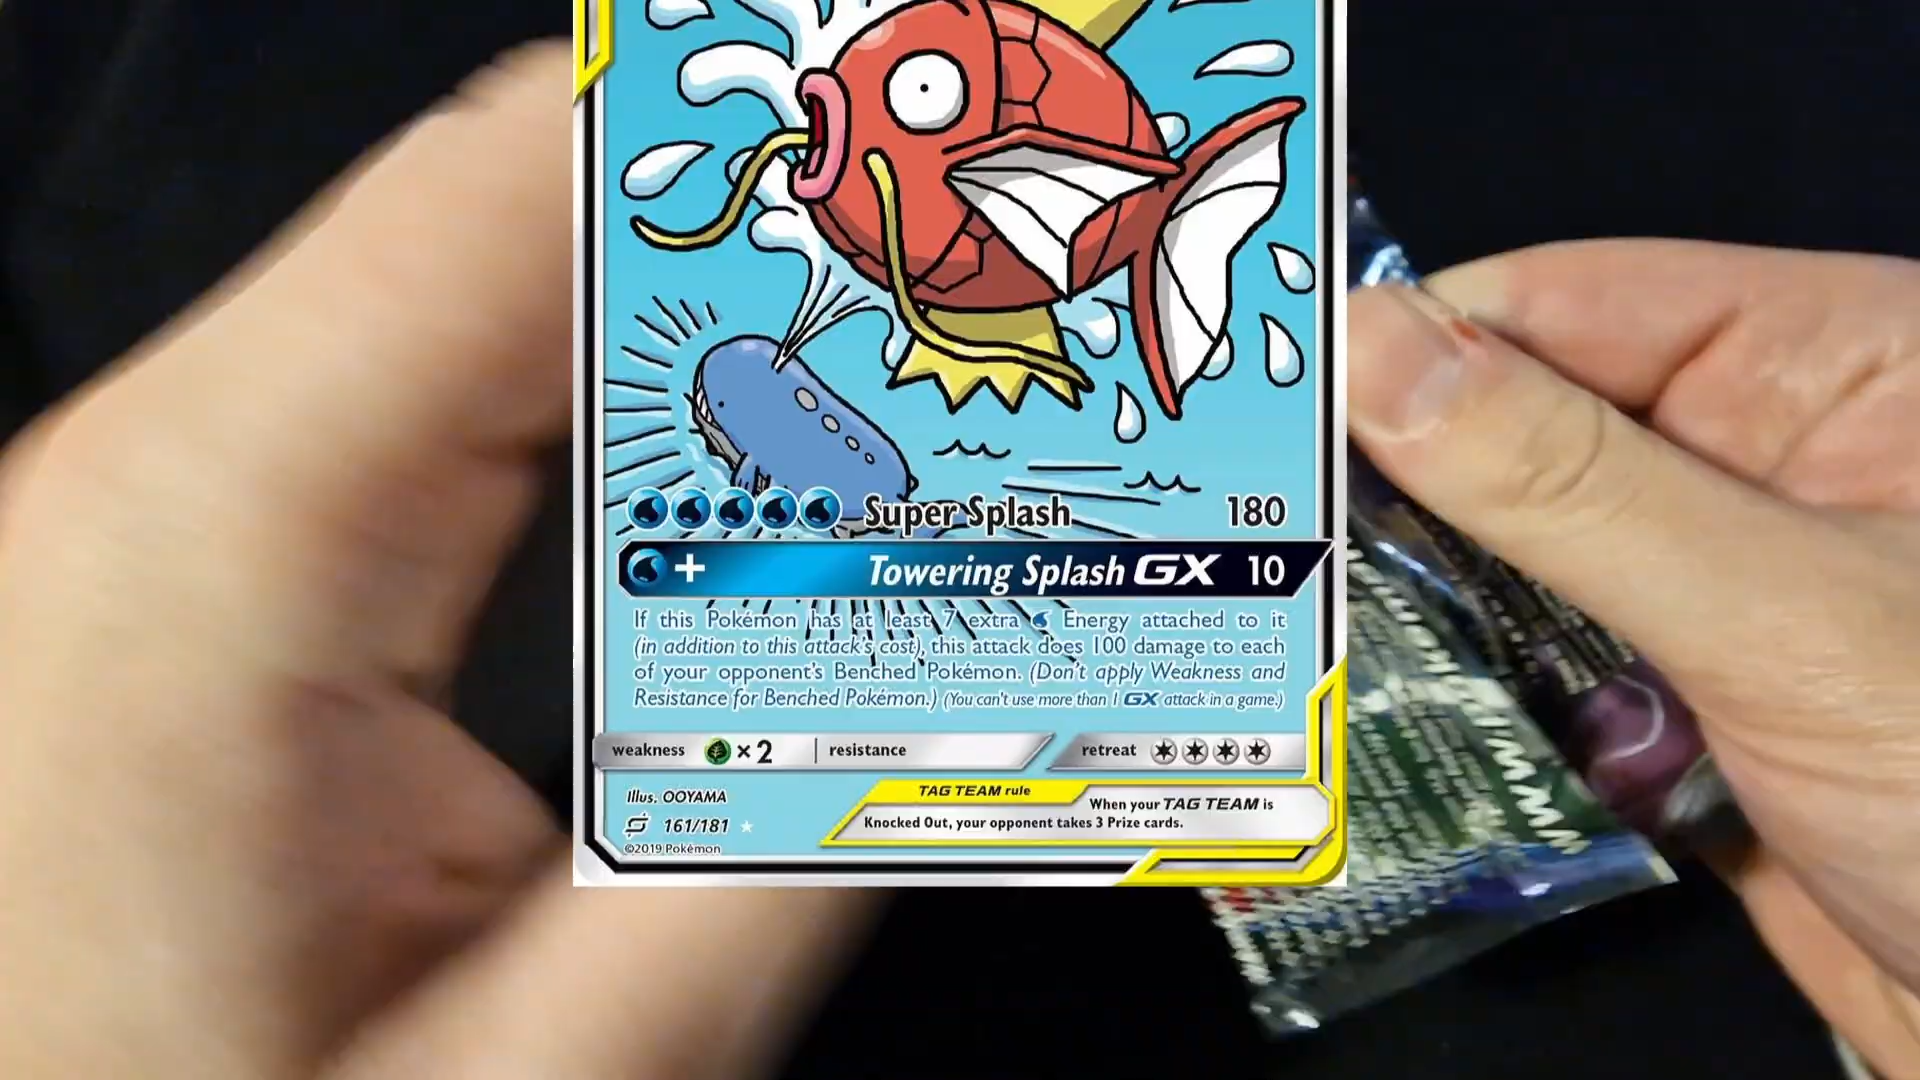 Super Splash 180
+ Towering Splash GX 10
If this Pokémon has at least 7 extra Energy attached to it
(in addition to this attack's cost), this attack does 100 damage to each
of your opponent's Benched Pokémon. (Don't apply Weakness and
Resistance for Benched Pokémon.) (You can't use more than 1 GX attack in a game.)
weakness ×2 resistance retreat
Illus. OOYAMA
161/181
©2019 Pokémon
TAG TEAM rule
When your TAG TEAM is
Knocked Out, your opponent takes 3 Prize cards.